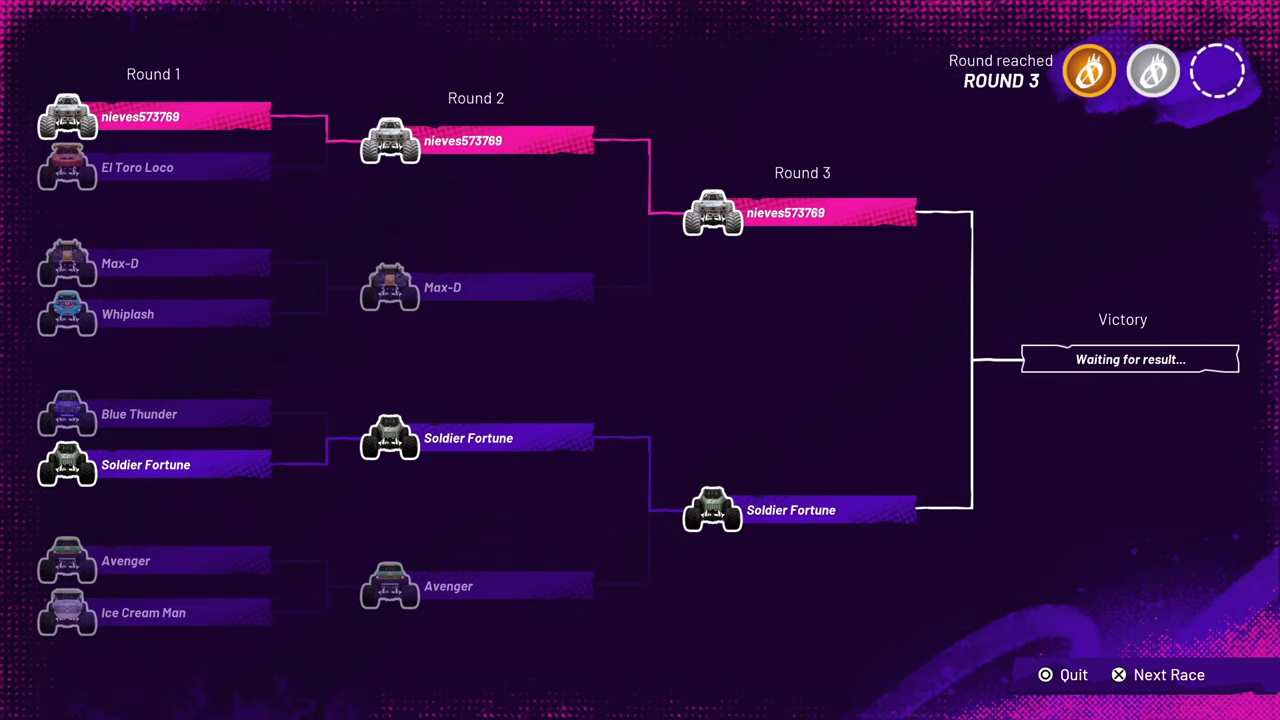 Round reached
ROUND 3
Round 1
nieves573769
El Toro Loco
Max-D
Whiplash
Blue Thunder
Soldier Fortune
Avenger
Ice Cream Man
Round 2
nieves573769
Max-D
Soldier Fortune
Avenger
Round 3
nieves573769
Soldier Fortune
Victory
Waiting for result...
Quit
Next Race